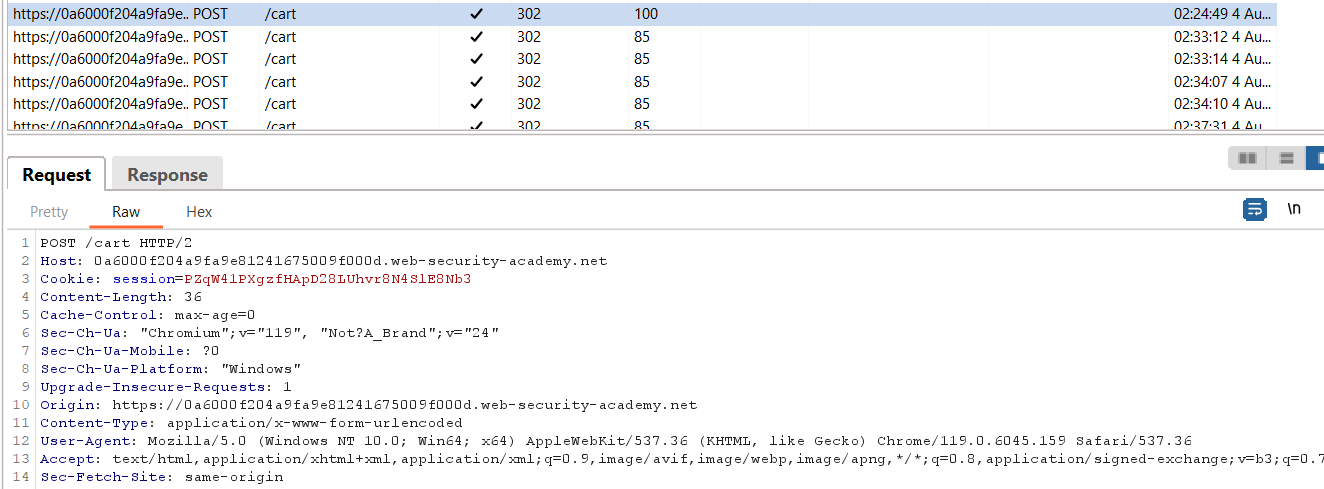 https://0a6000f204a9fa9e.. POST /cart ✓ 302 100 02:24:49 4 Au...
https://0a6000f204a9fa9e.. POST /cart ✓ 302 85 02:33:12 4 Au...
https://0a6000f204a9fa9e.. POST /cart ✓ 302 85 02:33:14 4 Au...
https://0a6000f204a9fa9e.. POST /cart ✓ 302 85 02:34:07 4 Au...
https://0a6000f204a9fa9e.. POST /cart ✓ 302 85 02:34:10 4 Au...
https://0a6000f204a9fa9e.. POST /cart ✓ 302 85 02:37:31 4 Au...
Request Response
Pretty Raw Hex \n
1 POST /cart HTTP/2
2 Host: 0a6000f204a9fa9e81241675009f000d.web-security-academy.net
3 Cookie: session=PZqW41PXgzfHApD28LUhvr8N4SlE8Nb3
4 Content-Length: 36
5 Cache-Control: max-age=0
6 Sec-Ch-Ua: "Chromium";v="119", "Not?A_Brand";v="24"
7 Sec-Ch-Ua-Mobile: ?0
8 Sec-Ch-Ua-Platform: "Windows"
9 Upgrade-Insecure-Requests: 1
10 Origin: https://0a6000f204a9fa9e81241675009f000d.web-security-academy.net
11 Content-Type: application/x-www-form-urlencoded
12 User-Agent: Mozilla/5.0 (Windows NT 10.0; Win64; x64) AppleWebKit/537.36 (KHTML, like Gecko) Chrome/119.0.6045.159 Safari/537.36
13 Accept: text/html,application/xhtml+xml,application/xml;q=0.9,image/avif,image/webp,image/apng,*/*;q=0.8,application/signed-exchange;v=b3;q=0.7
14 Sec-Fetch-Site: same-origin